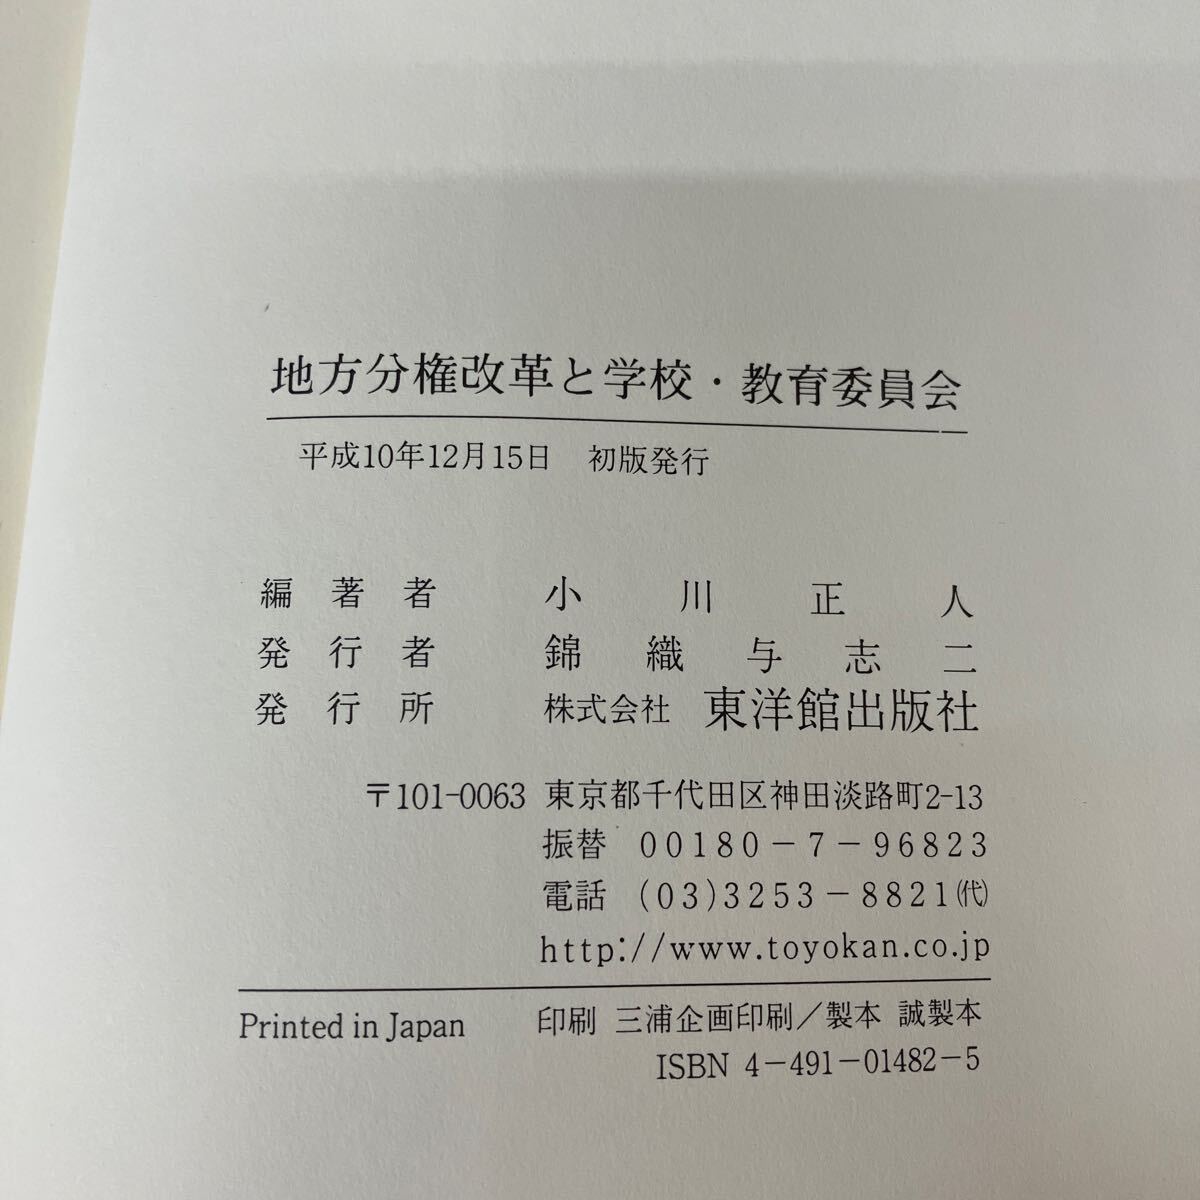 地方分権改革と学校・教育委員会
平成10年12月15日　初版発行
編著者　小川正人
発行者　錦織与志二
発行所　株式会社　東洋館出版社
〒101-0063 東京都千代田区神田淡路町2-13
振替　00180－7－96823
電話　(03)3253－8821㈹
http://www.toyokan.co.jp
Printed in Japan　印刷 三浦企画印刷／製本 誠製本
ISBN 4－491－01482－5